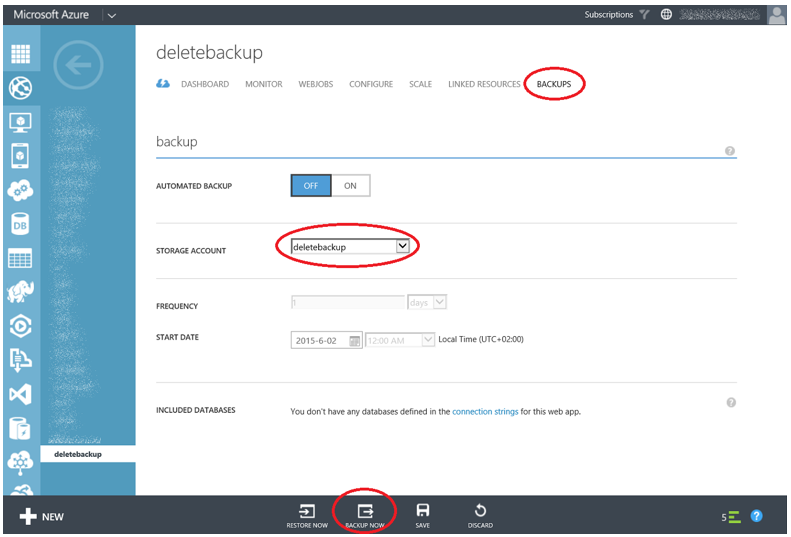 Microsoft Azure
Subscriptions
deletebackup
DASHBOARD MONITOR WEBJOBS CONFIGURE SCALE LINKED RESOURCES BACKUPS
backup
?
AUTOMATED BACKUP OFF ON
STORAGE ACCOUNT deletebackup
FREQUENCY 1 days
START DATE 2015-6-02 12:00 AM Local Time (UTC+02:00)
INCLUDED DATABASES You don't have any databases defined in the connection strings for this web app.
?
DB
deletebackup
NEW
RESTORE NOW BACKUP NOW SAVE DISCARD
5 ?